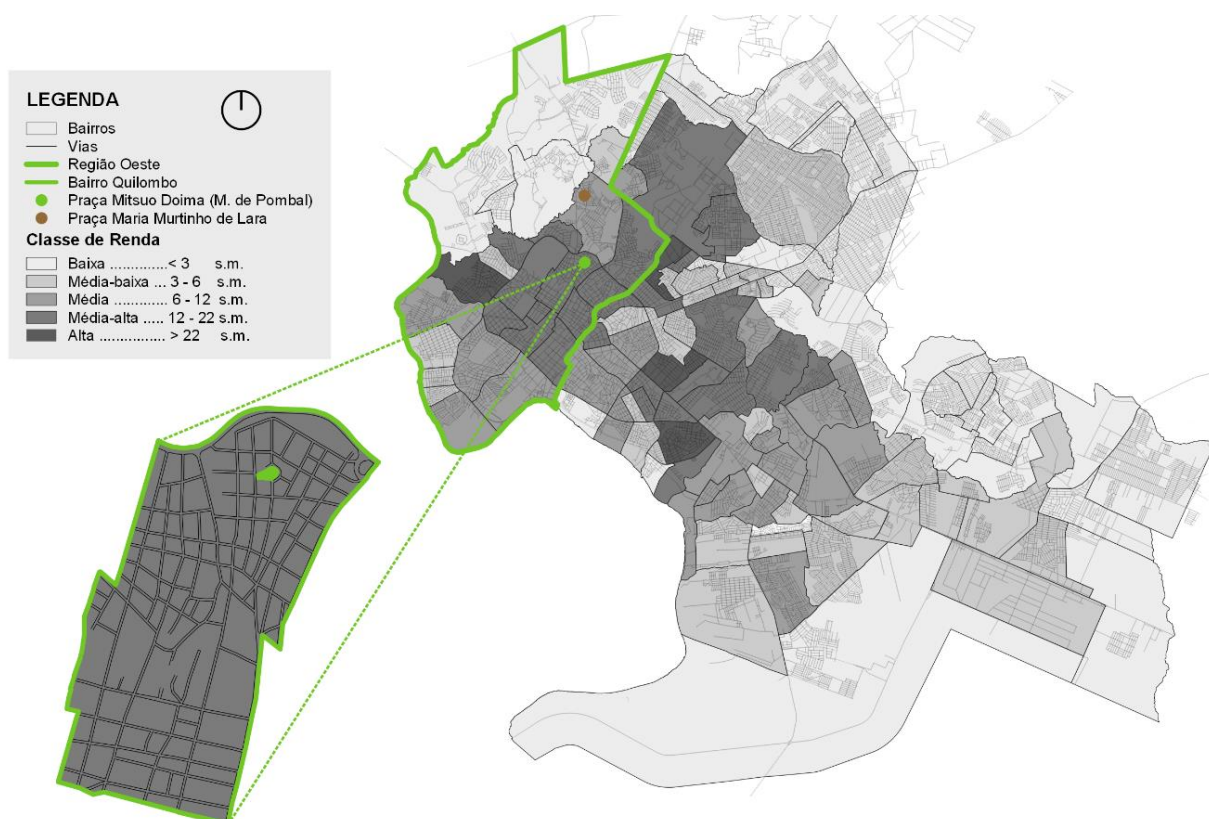 LEGENDA
Bairros
Vias
Região Oeste
Bairro Quilombo
Praça Mitsuo Doima (M. de Pombal)
Praça Maria Murtinho de Lara
Classe de Renda
Baixa .............< 3 s.m.
Média-baixa ... 3 - 6 s.m.
Média ............ 6 - 12 s.m.
Média-alta ..... 12 - 22 s.m.
Alta ................ > 22 s.m.